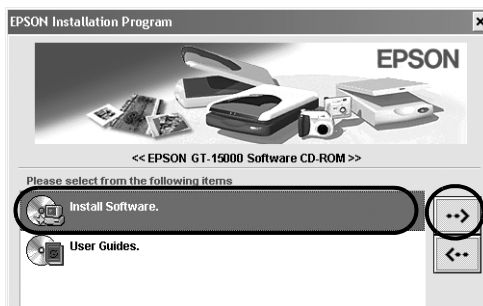 EPSON Installation Program
EPSON
<< EPSON GT-15000 Software CD-ROM >>
Please select from the following items
Install Software.
User Guides.